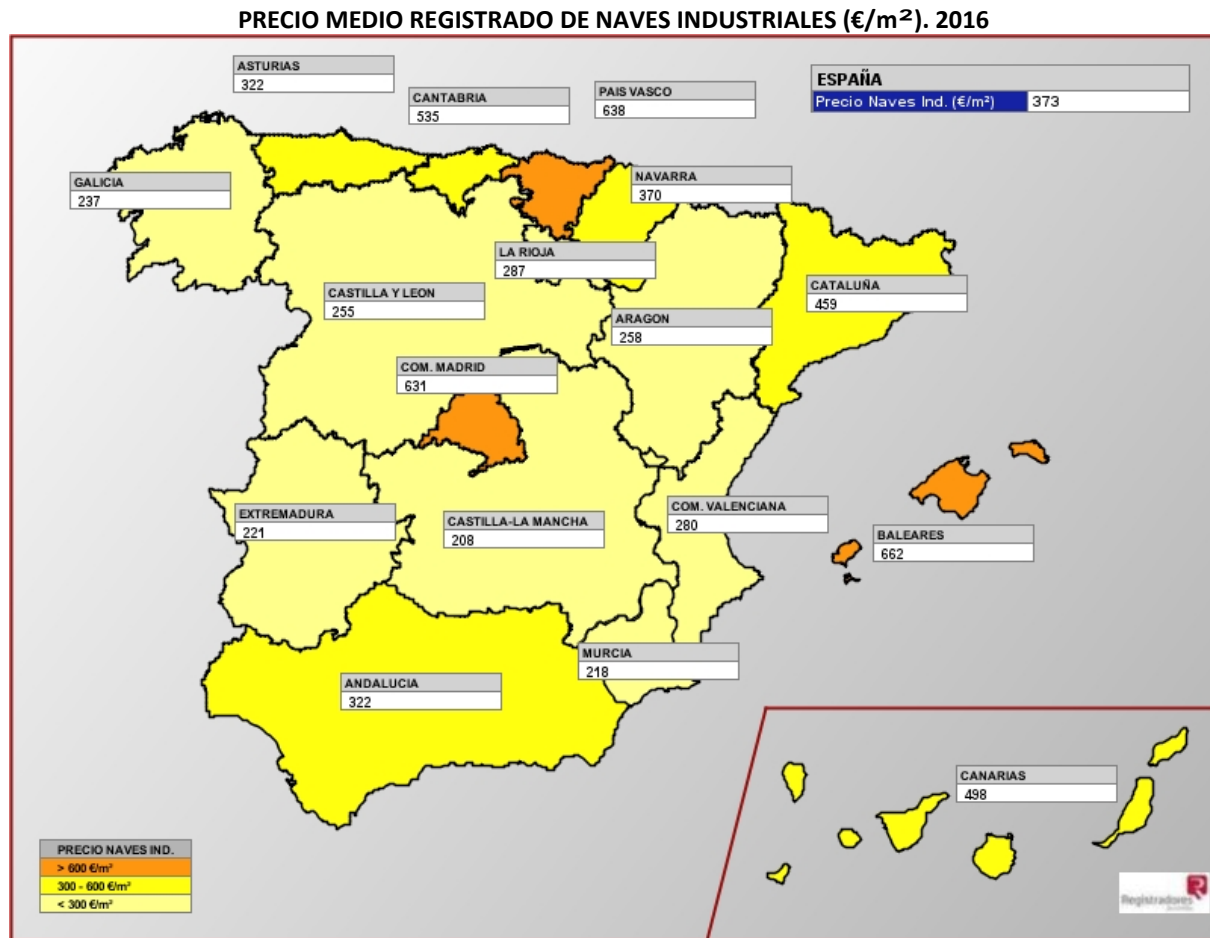 PRECIO MEDIO REGISTRADO DE NAVES INDUSTRIALES (€/m²). 2016
ASTURIAS
322
CANTABRIA
535
PAIS VASCO
638
ESPAÑA
Precio Naves Ind. (€/m²) 373
GALICIA
237
NAVARRA
370
LA RIOJA
287
CASTILLA Y LEON
255
CATALUÑA
459
ARAGON
258
COM. MADRID
631
EXTREMADURA
221
CASTILLA-LA MANCHA
208
COM. VALENCIANA
280
BALEARES
662
MURCIA
218
ANDALUCIA
322
CANARIAS
498
PRECIO NAVES IND.
> 600 €/m²
300 - 600 €/m²
< 300 €/m²
Registradores